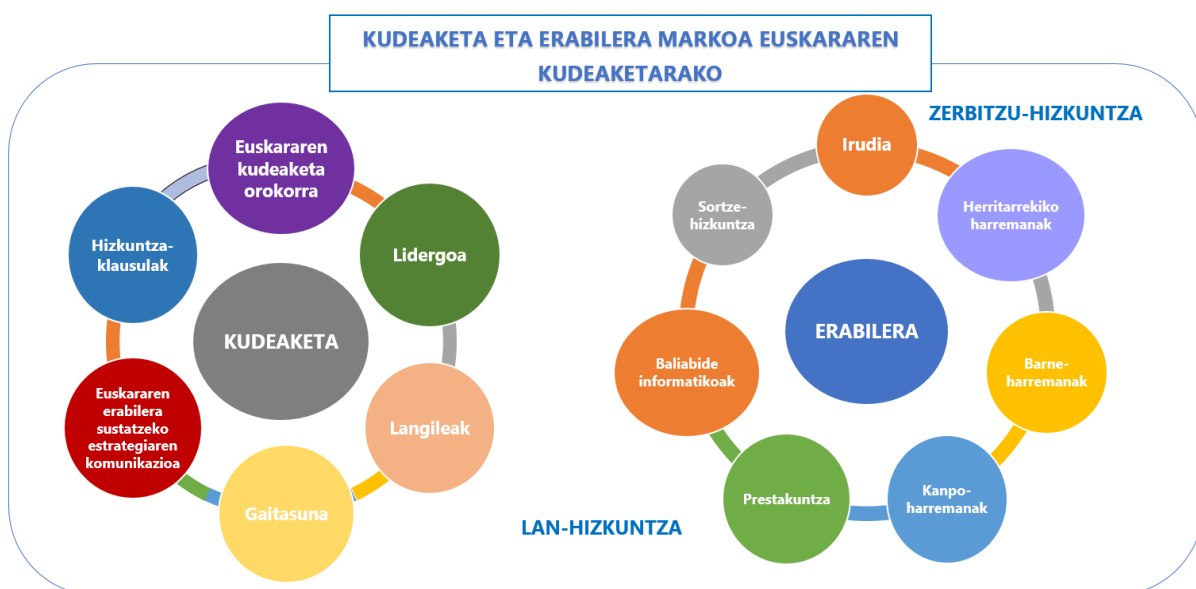 KUDEAKETA ETA ERABILERA MARKOA EUSKARAREN
KUDEAKETARAKO
Euskararen
kudeaketa
orokorra
Lidergoa
Langileak
Gaitasuna
Euskararen
erabilera
sustatzeko
estrategiaren
komunikazioa
Hizkuntza-
klausulak
KUDEAKETA
ZERBITZU-HIZKUNTZA
Irudia
Herritarrekiko
harremanak
Barne-
harremanak
Kanpo-
harremanak
Prestakuntza
Baliabide
informatikoak
Sortze-
hizkuntza
ERABILERA
LAN-HIZKUNTZA